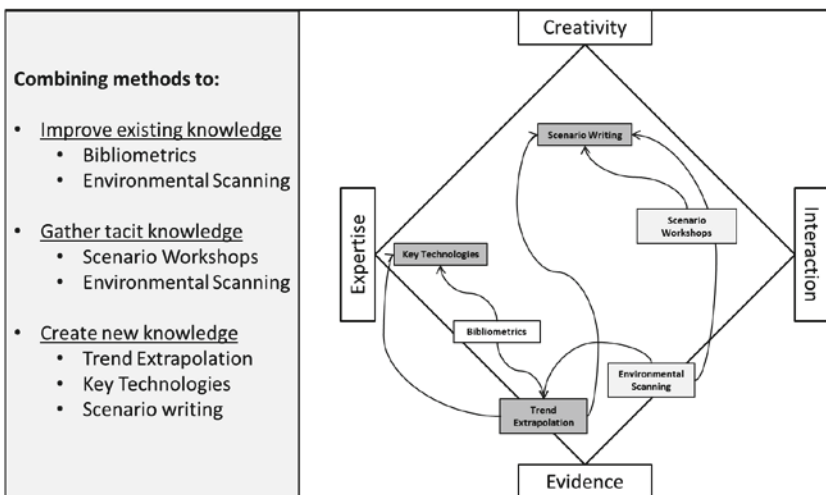 Combining methods to:
• Improve existing knowledge
• Bibliometrics
• Environmental Scanning
• Gather tacit knowledge
• Scenario Workshops
• Environmental Scanning
• Create new knowledge
• Trend Extrapolation
• Key Technologies
• Scenario writing
Creativity
Scenario Writing
Scenario
Workshops
Expertise
Interaction
Key Technologies
Bibliometrics
Environmental
Scanning
Trend
Extrapolation
Evidence